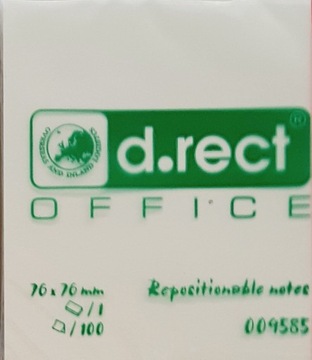 d.rect®
OFFICE
76 x 76 mm Repositionable notes
/1
/100 009585